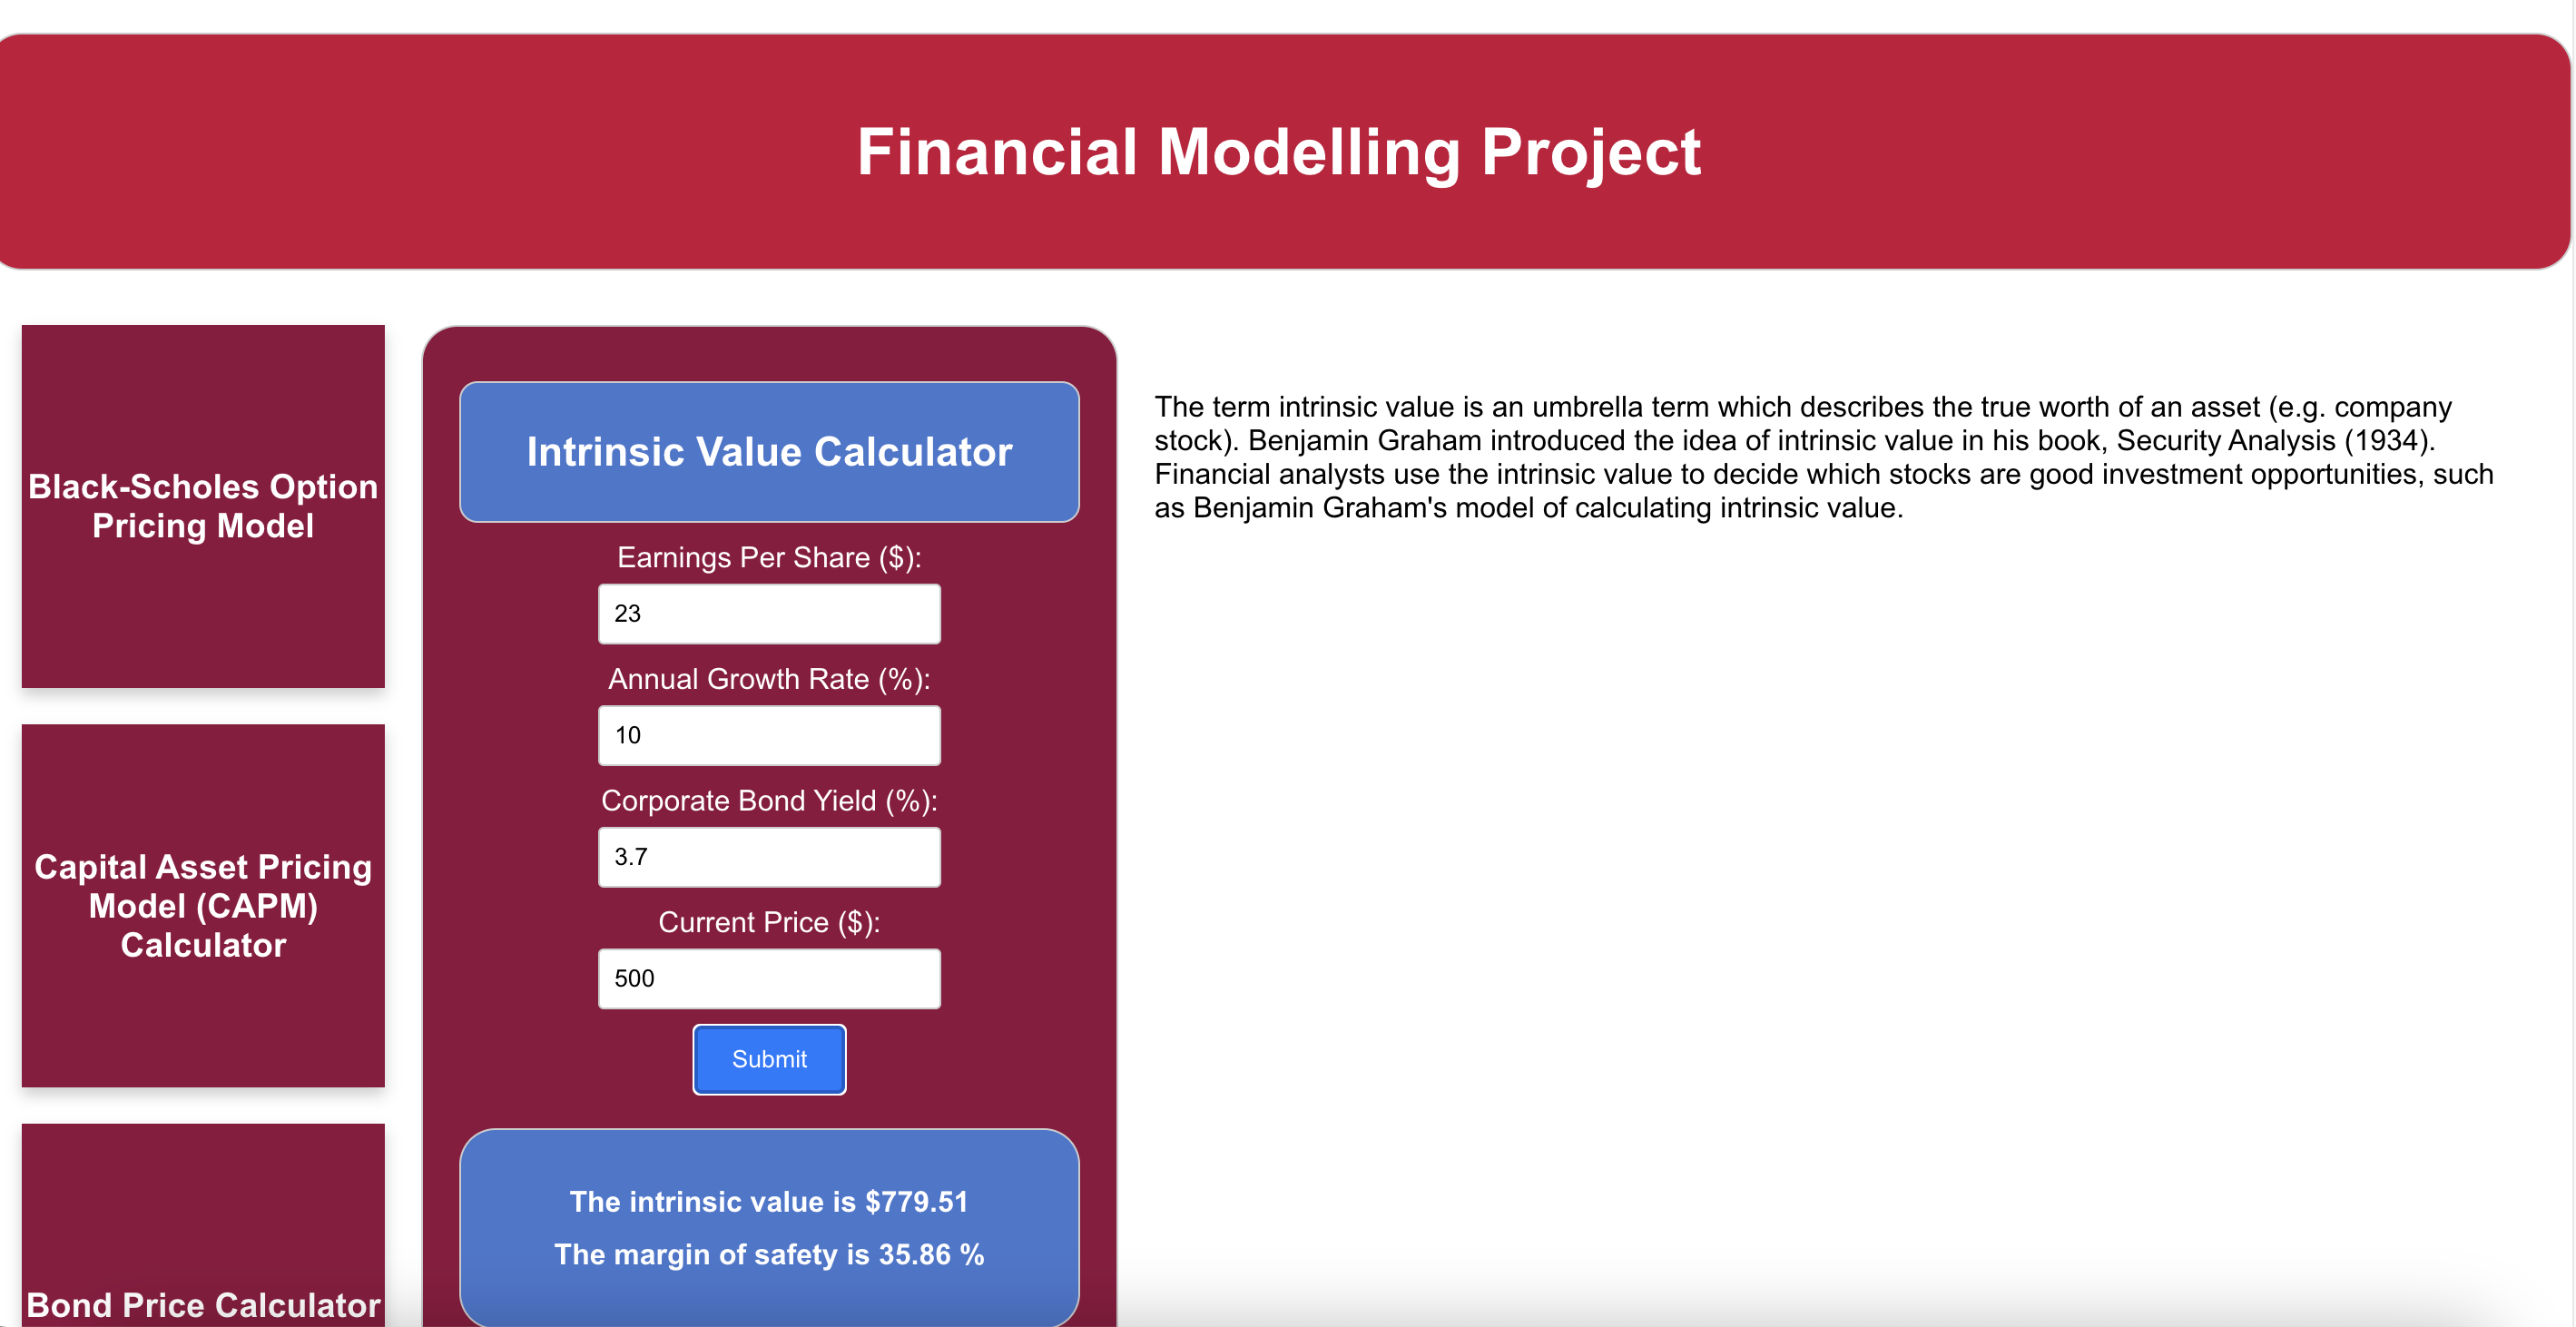 Financial Modelling Project
Black-Scholes Option
Pricing Model
Capital Asset Pricing
Model (CAPM)
Calculator
Bond Price Calculator
Intrinsic Value Calculator
Earnings Per Share ($):
23
Annual Growth Rate (%):
10
Corporate Bond Yield (%):
3.7
Current Price ($):
500
Submit
The intrinsic value is $779.51
The margin of safety is 35.86 %
The term intrinsic value is an umbrella term which describes the true worth of an asset (e.g. company
stock). Benjamin Graham introduced the idea of intrinsic value in his book, Security Analysis (1934).
Financial analysts use the intrinsic value to decide which stocks are good investment opportunities, such
as Benjamin Graham's model of calculating intrinsic value.